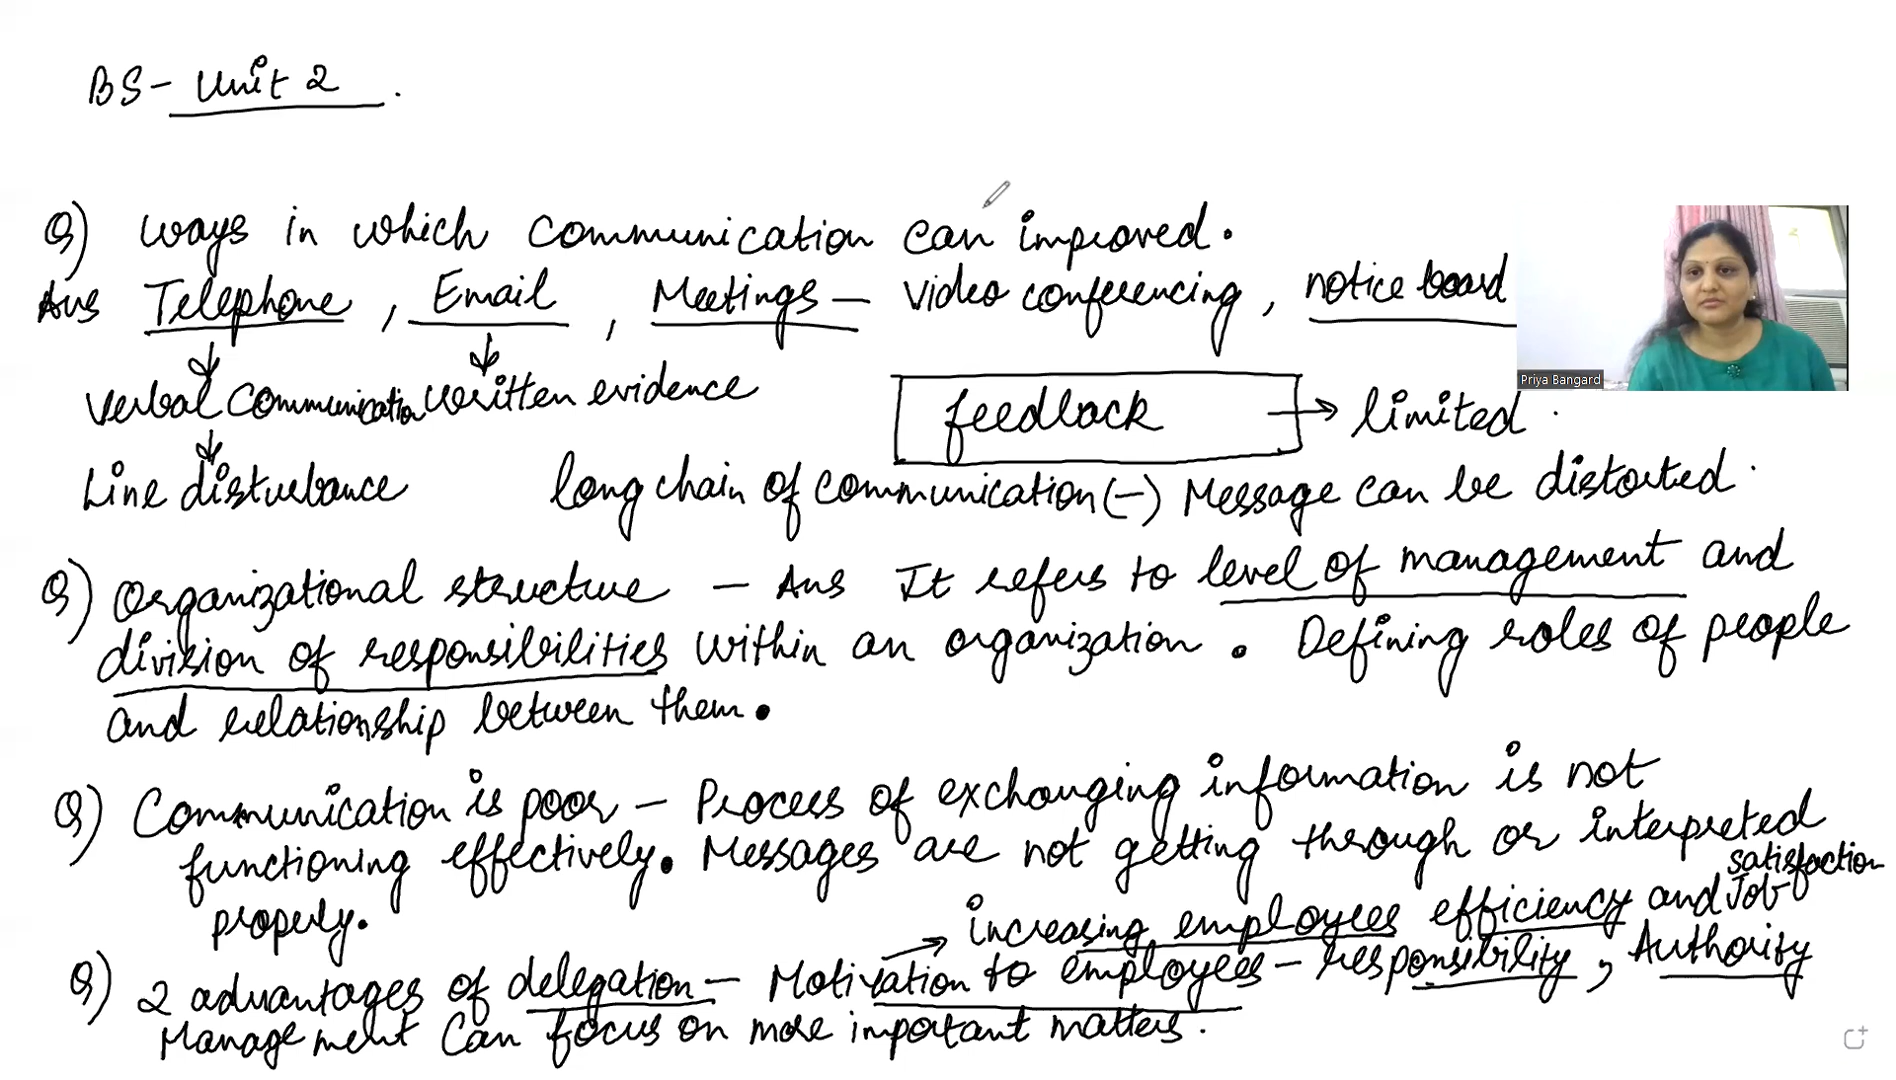 BS- Unit 2 .
Q) ways in which communication can improved.
Ans Telephone , Email , Meetings - video conferencing , notice board
Verbal Communication written evidence
feedback → limited .
Line disturbance long chain of communication (-) Message can be distorted .
Q) Organizational structure - Ans It refers to level of management and
division of responsibilities within an organization . Defining roles of people
and relationship between them.
Q) Communication is poor - Process of exchanging information is not
functioning effectively. Messages are not getting through or interpreted
properly.
increasing employees efficiency and Job satisfaction
Q) 2 advantages of delegation - Motivation to employees - responsibility , Authority
Management Can focus on more important matters .
Priya Bangard